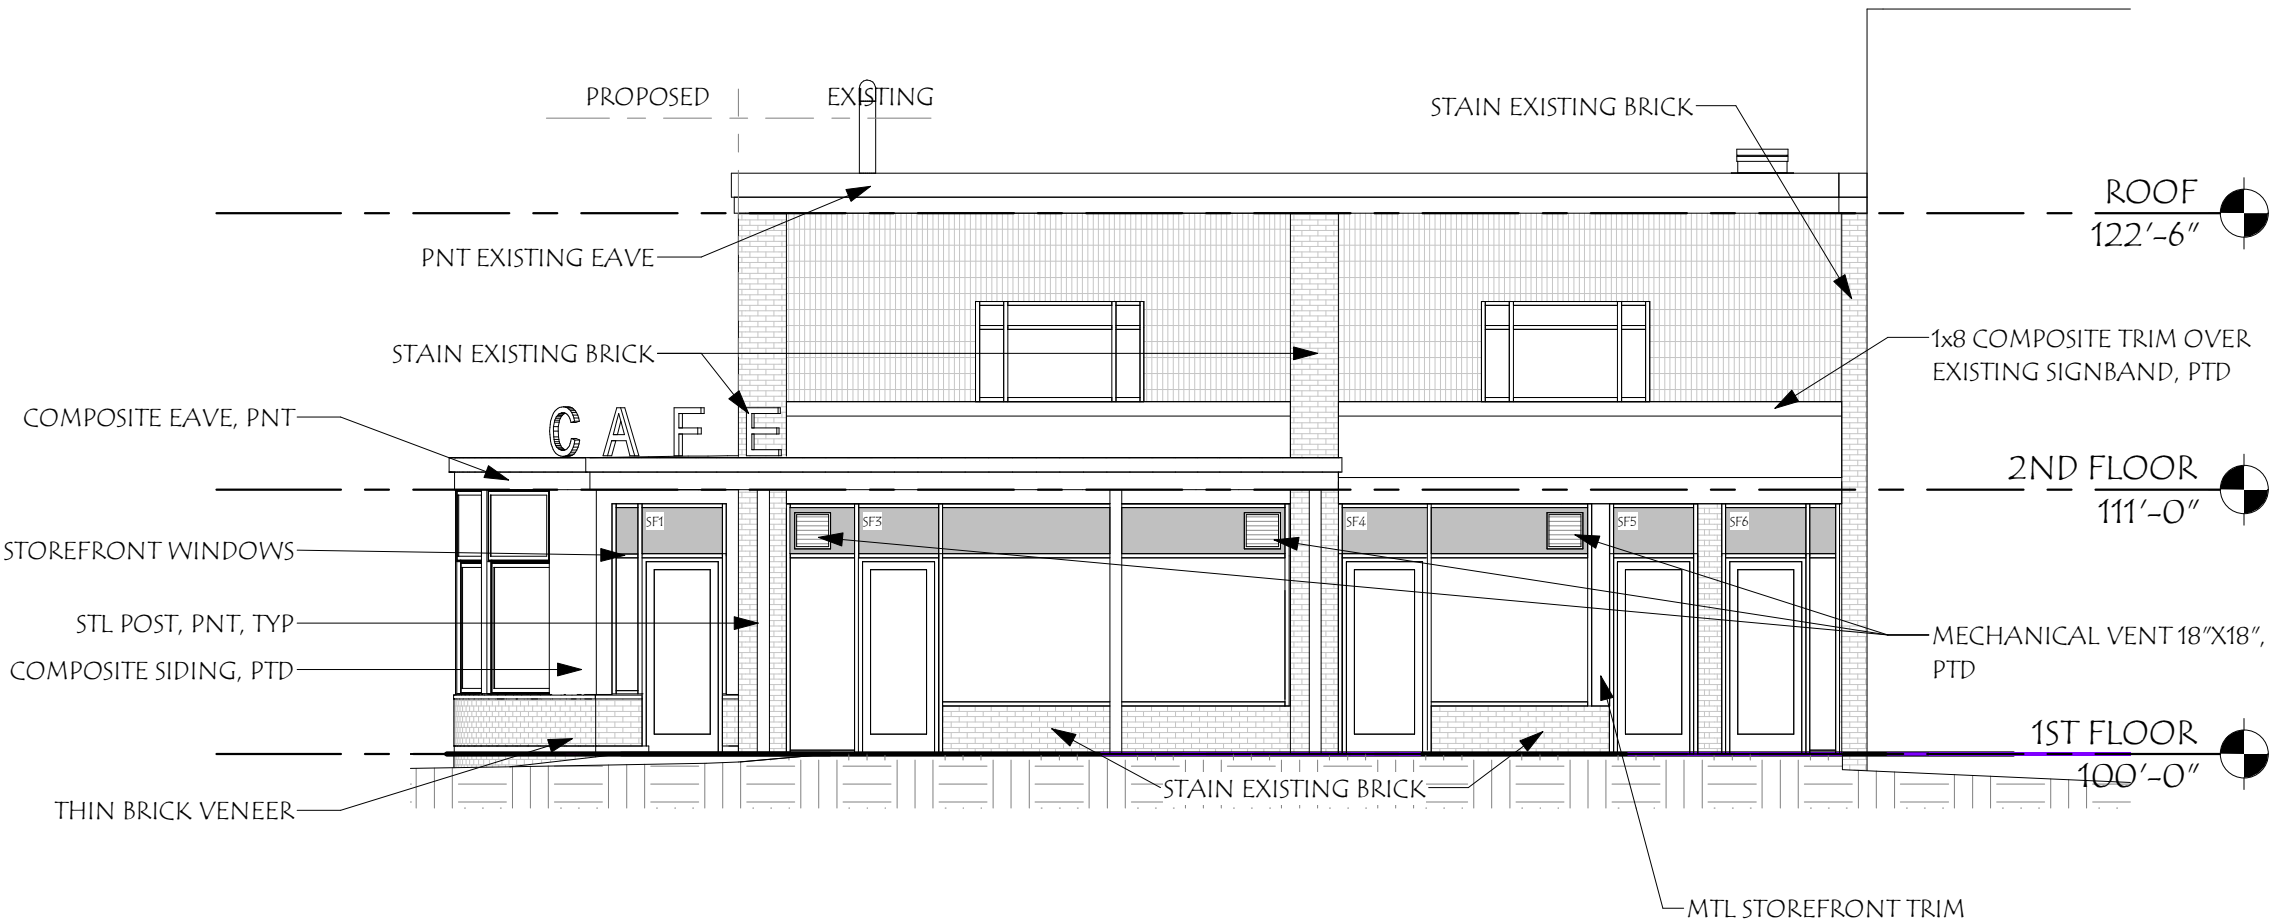 PROPOSED
EXISTING
STAIN EXISTING BRICK
ROOF
122'-6"
PNT EXISTING EAVE
STAIN EXISTING BRICK
1x8 COMPOSITE TRIM OVER
EXISTING SIGNBAND, PTD
COMPOSITE EAVE, PNT
CAFE
2ND FLOOR
111'-0"
SF1
SF3
SF4
SF5
SF6
STOREFRONT WINDOWS
STL POST, PNT, TYP
COMPOSITE SIDING, PTD
MECHANICAL VENT 18"X18",
PTD
1ST FLOOR
100'-0"
STAIN EXISTING BRICK
THIN BRICK VENEER
MTL STOREFRONT TRIM